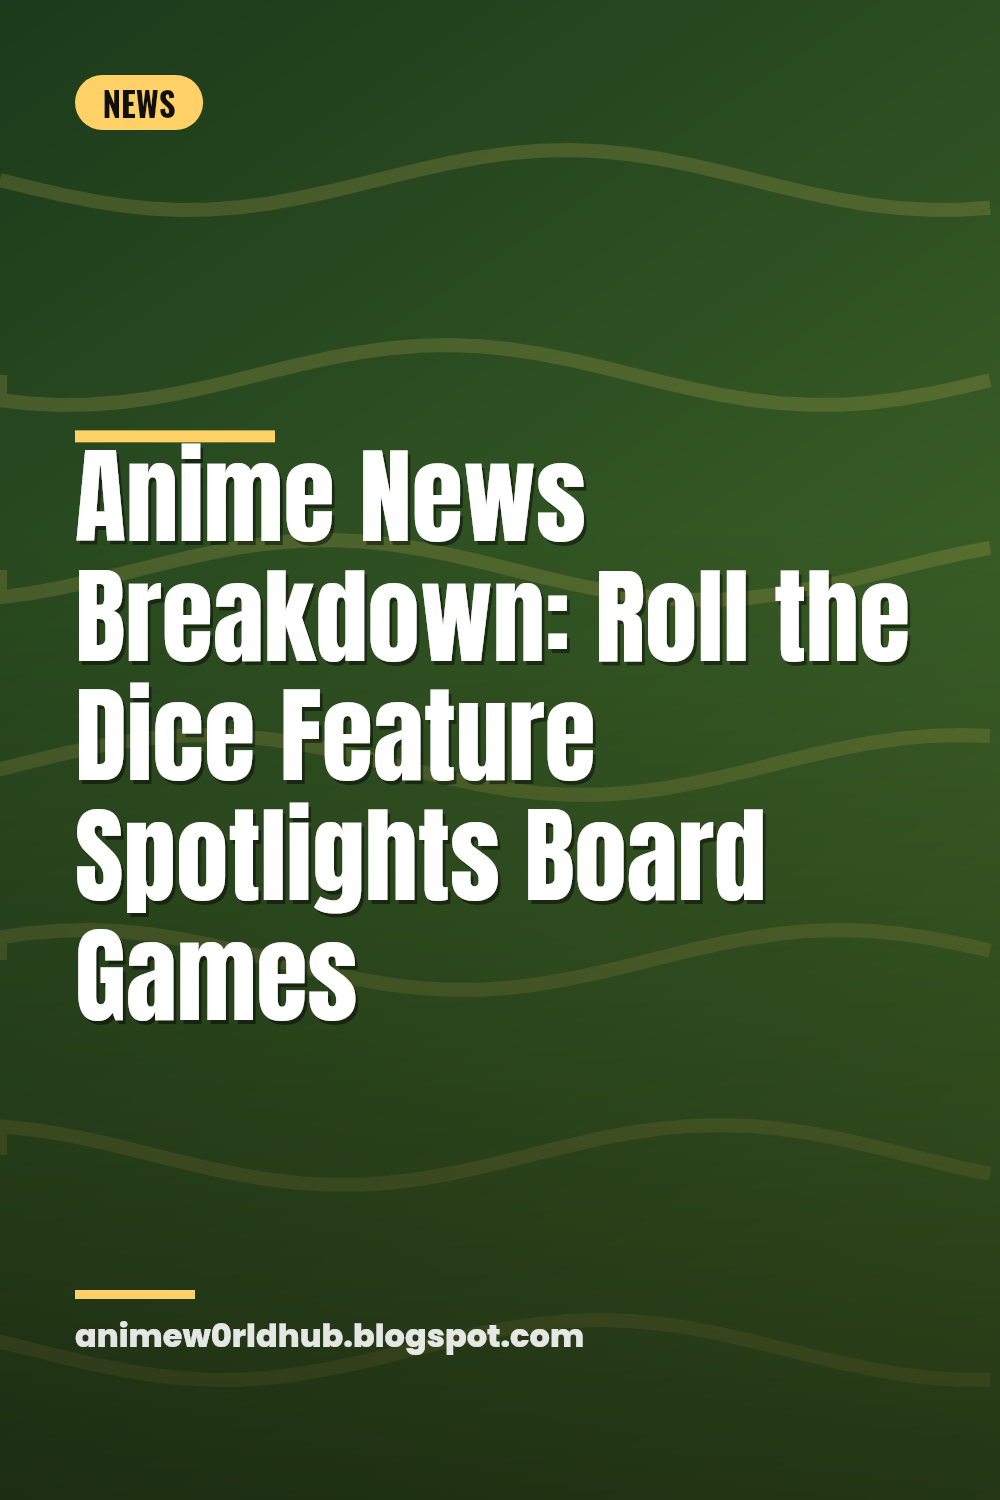 NEWS
Anime News
Breakdown: Roll the
Dice Feature
Spotlights Board
Games
animew0rldhub.blogspot.com